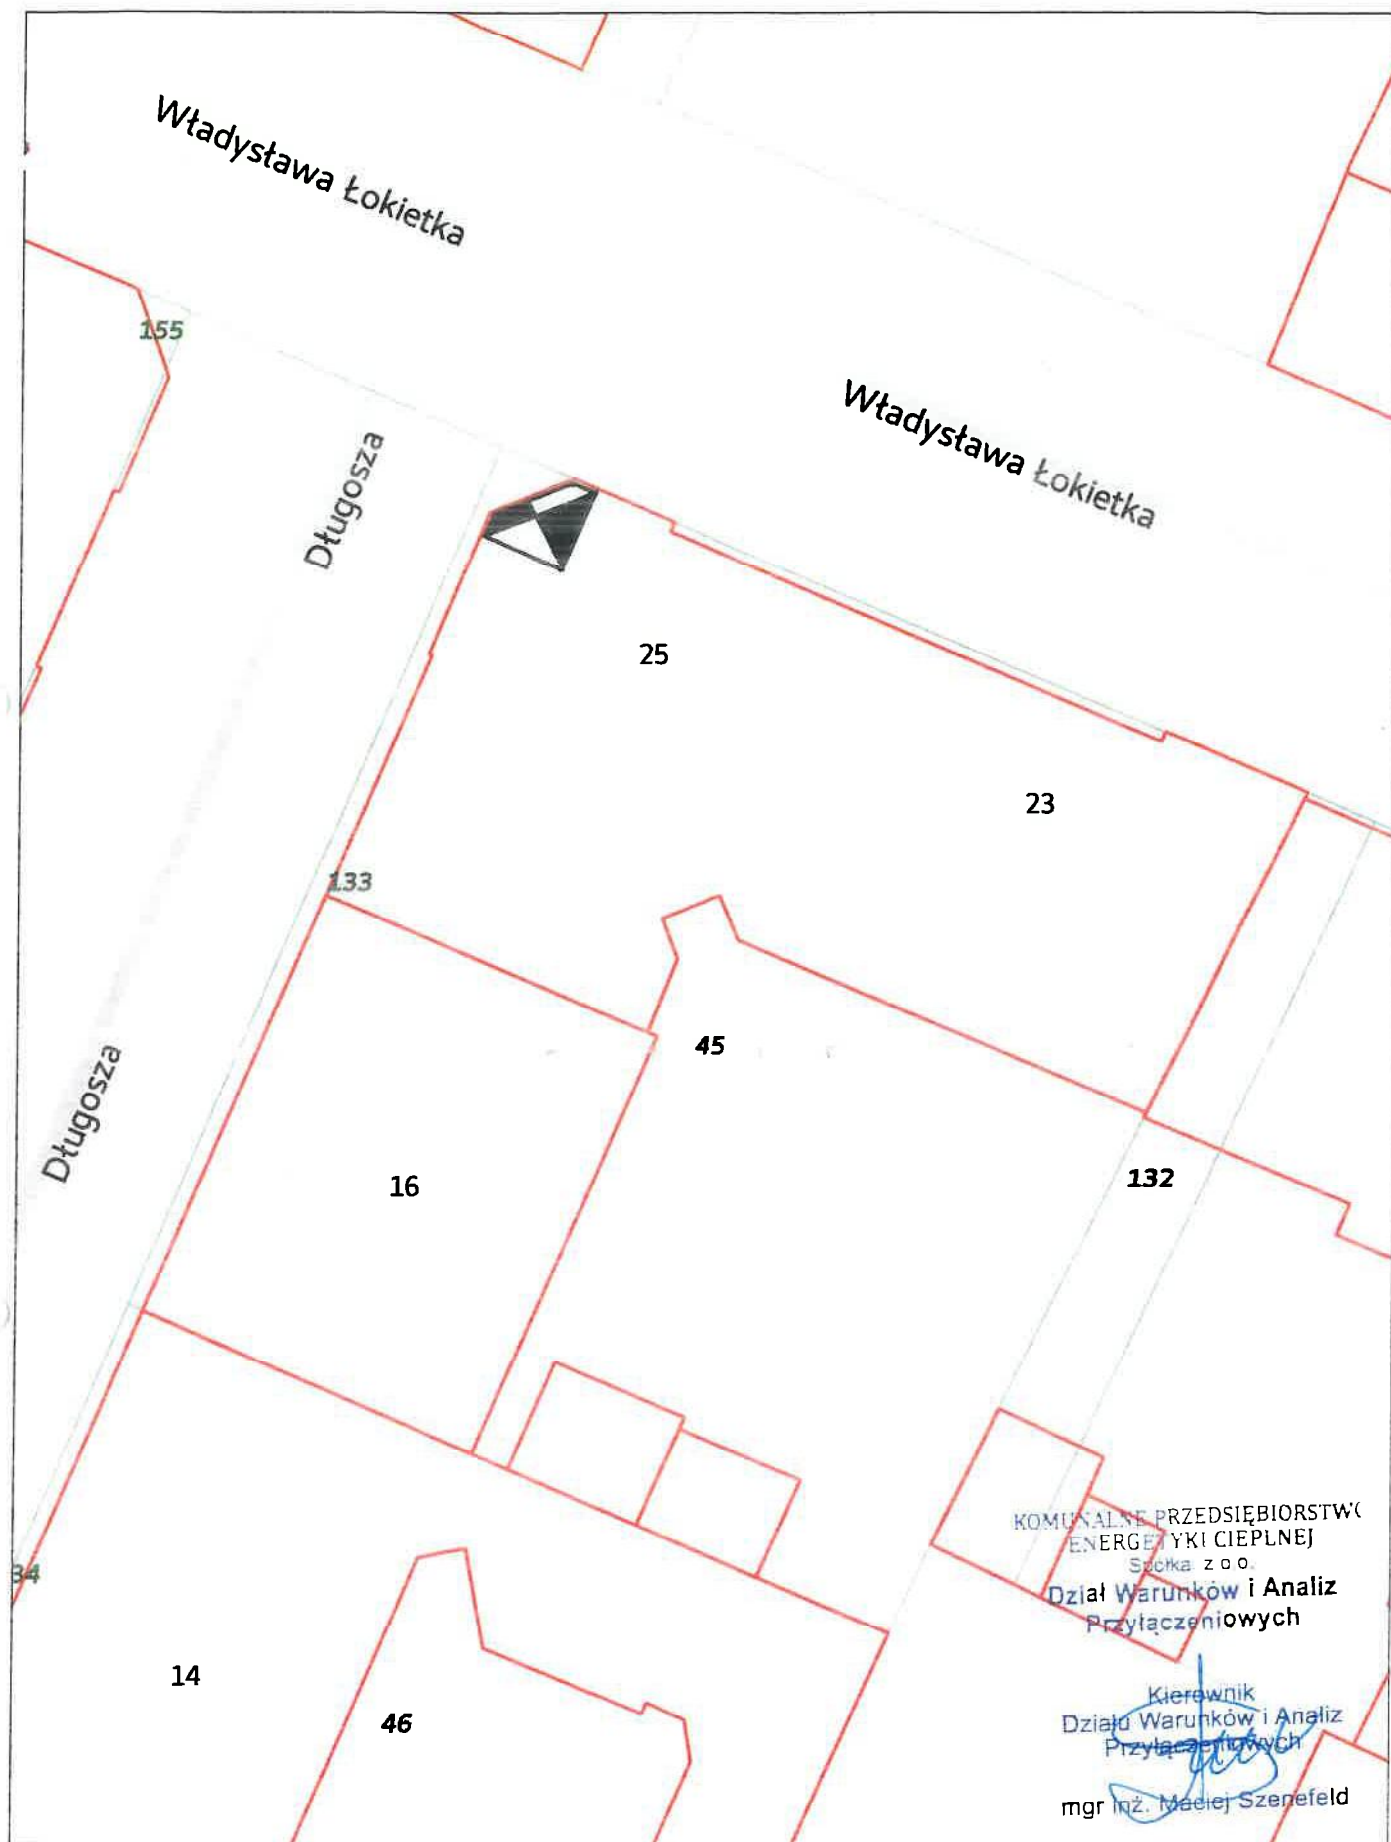 Władysława Łokietka
155
Długosza
Władysława Łokietka
25
23
133
45
Długosza
16
132
34
14
46
KOMUNALNE PRZEDSIĘBIORSTW
ENERGETYKI CIEPLNEJ
Spółka z o.o.
Dział Warunków i Analiz
Przyłączeniowych
Kierownik
Działu Warunków i Analiz
Przyłączeniowych
mgr inż. Maciej Szenefeld